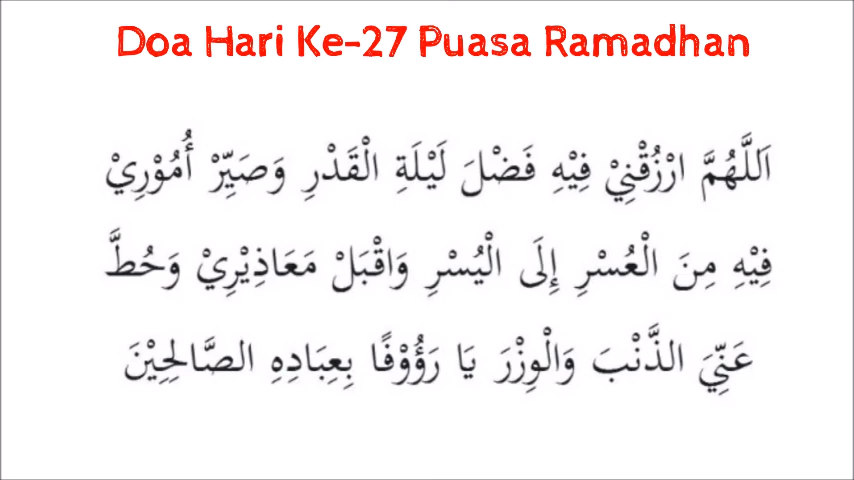 Doa Hari Ke-27 Puasa Ramadhan
اَللَّهُمَّ ارْزُقْنِيْ فِيْهِ فَضْلَ لَيْلَةِ الْقَدْرِ وَصَيِّرْ أُمُوْرِيْ
فِيْهِ مِنَ الْعُسْرِ إِلَى الْيُسْرِ وَاقْبَلْ مَعَاذِيْرِيْ وَحُطَّ
عَنِّيَ الذَّنْبَ وَالْوِزْرَ يَا رَؤُوْفًا بِعِبَادِهِ الصَّالِحِيْنَ